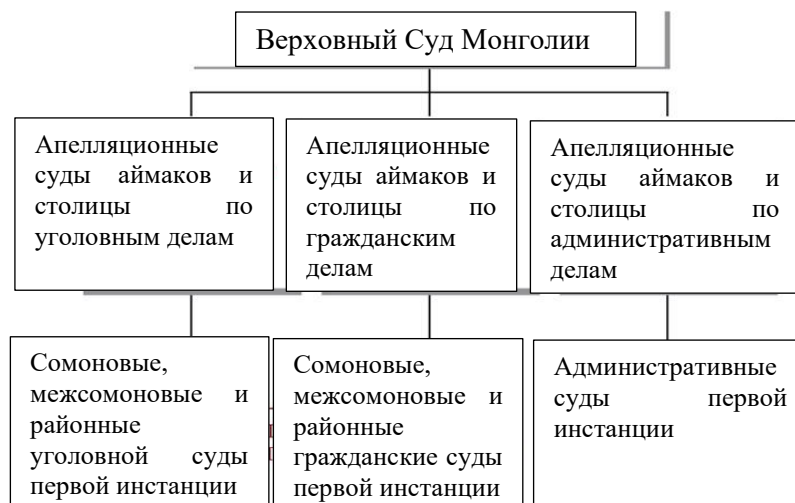 Верховный Суд Монголии
Апелляционные
суды аймаков и
столицы по
уголовным делам
Апелляционные
суды аймаков и
столицы по
гражданским
делам
Апелляционные
суды аймаков и
столицы по
административным
делам
Сомоновые,
межсомоновые и
районные
уголовной суды
первой инстанции
Сомоновые,
межсомоновые и
районные
гражданские суды
первой инстанции
Административные
суды первой
инстанции